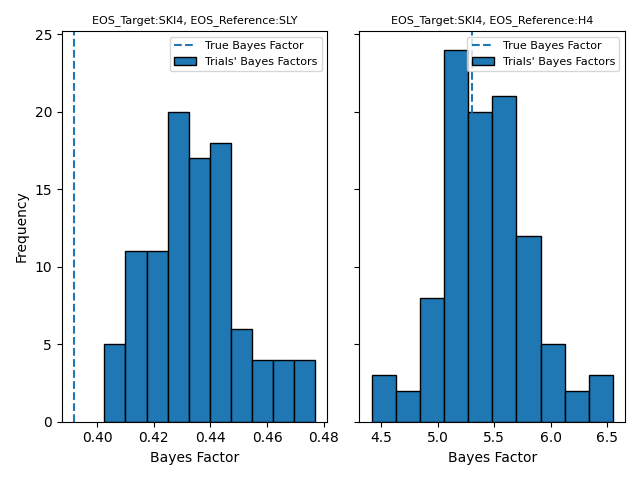 EOS_Target:SKI4, EOS_Reference:SLY
True Bayes Factor
Trials' Bayes Factors
Frequency
25
20
15
10
5
0
0.40 0.42 0.44 0.46 0.48
Bayes Factor
EOS_Target:SKI4, EOS_Reference:H4
True Bayes Factor
Trials' Bayes Factors
4.5 5.0 5.5 6.0 6.5
Bayes Factor